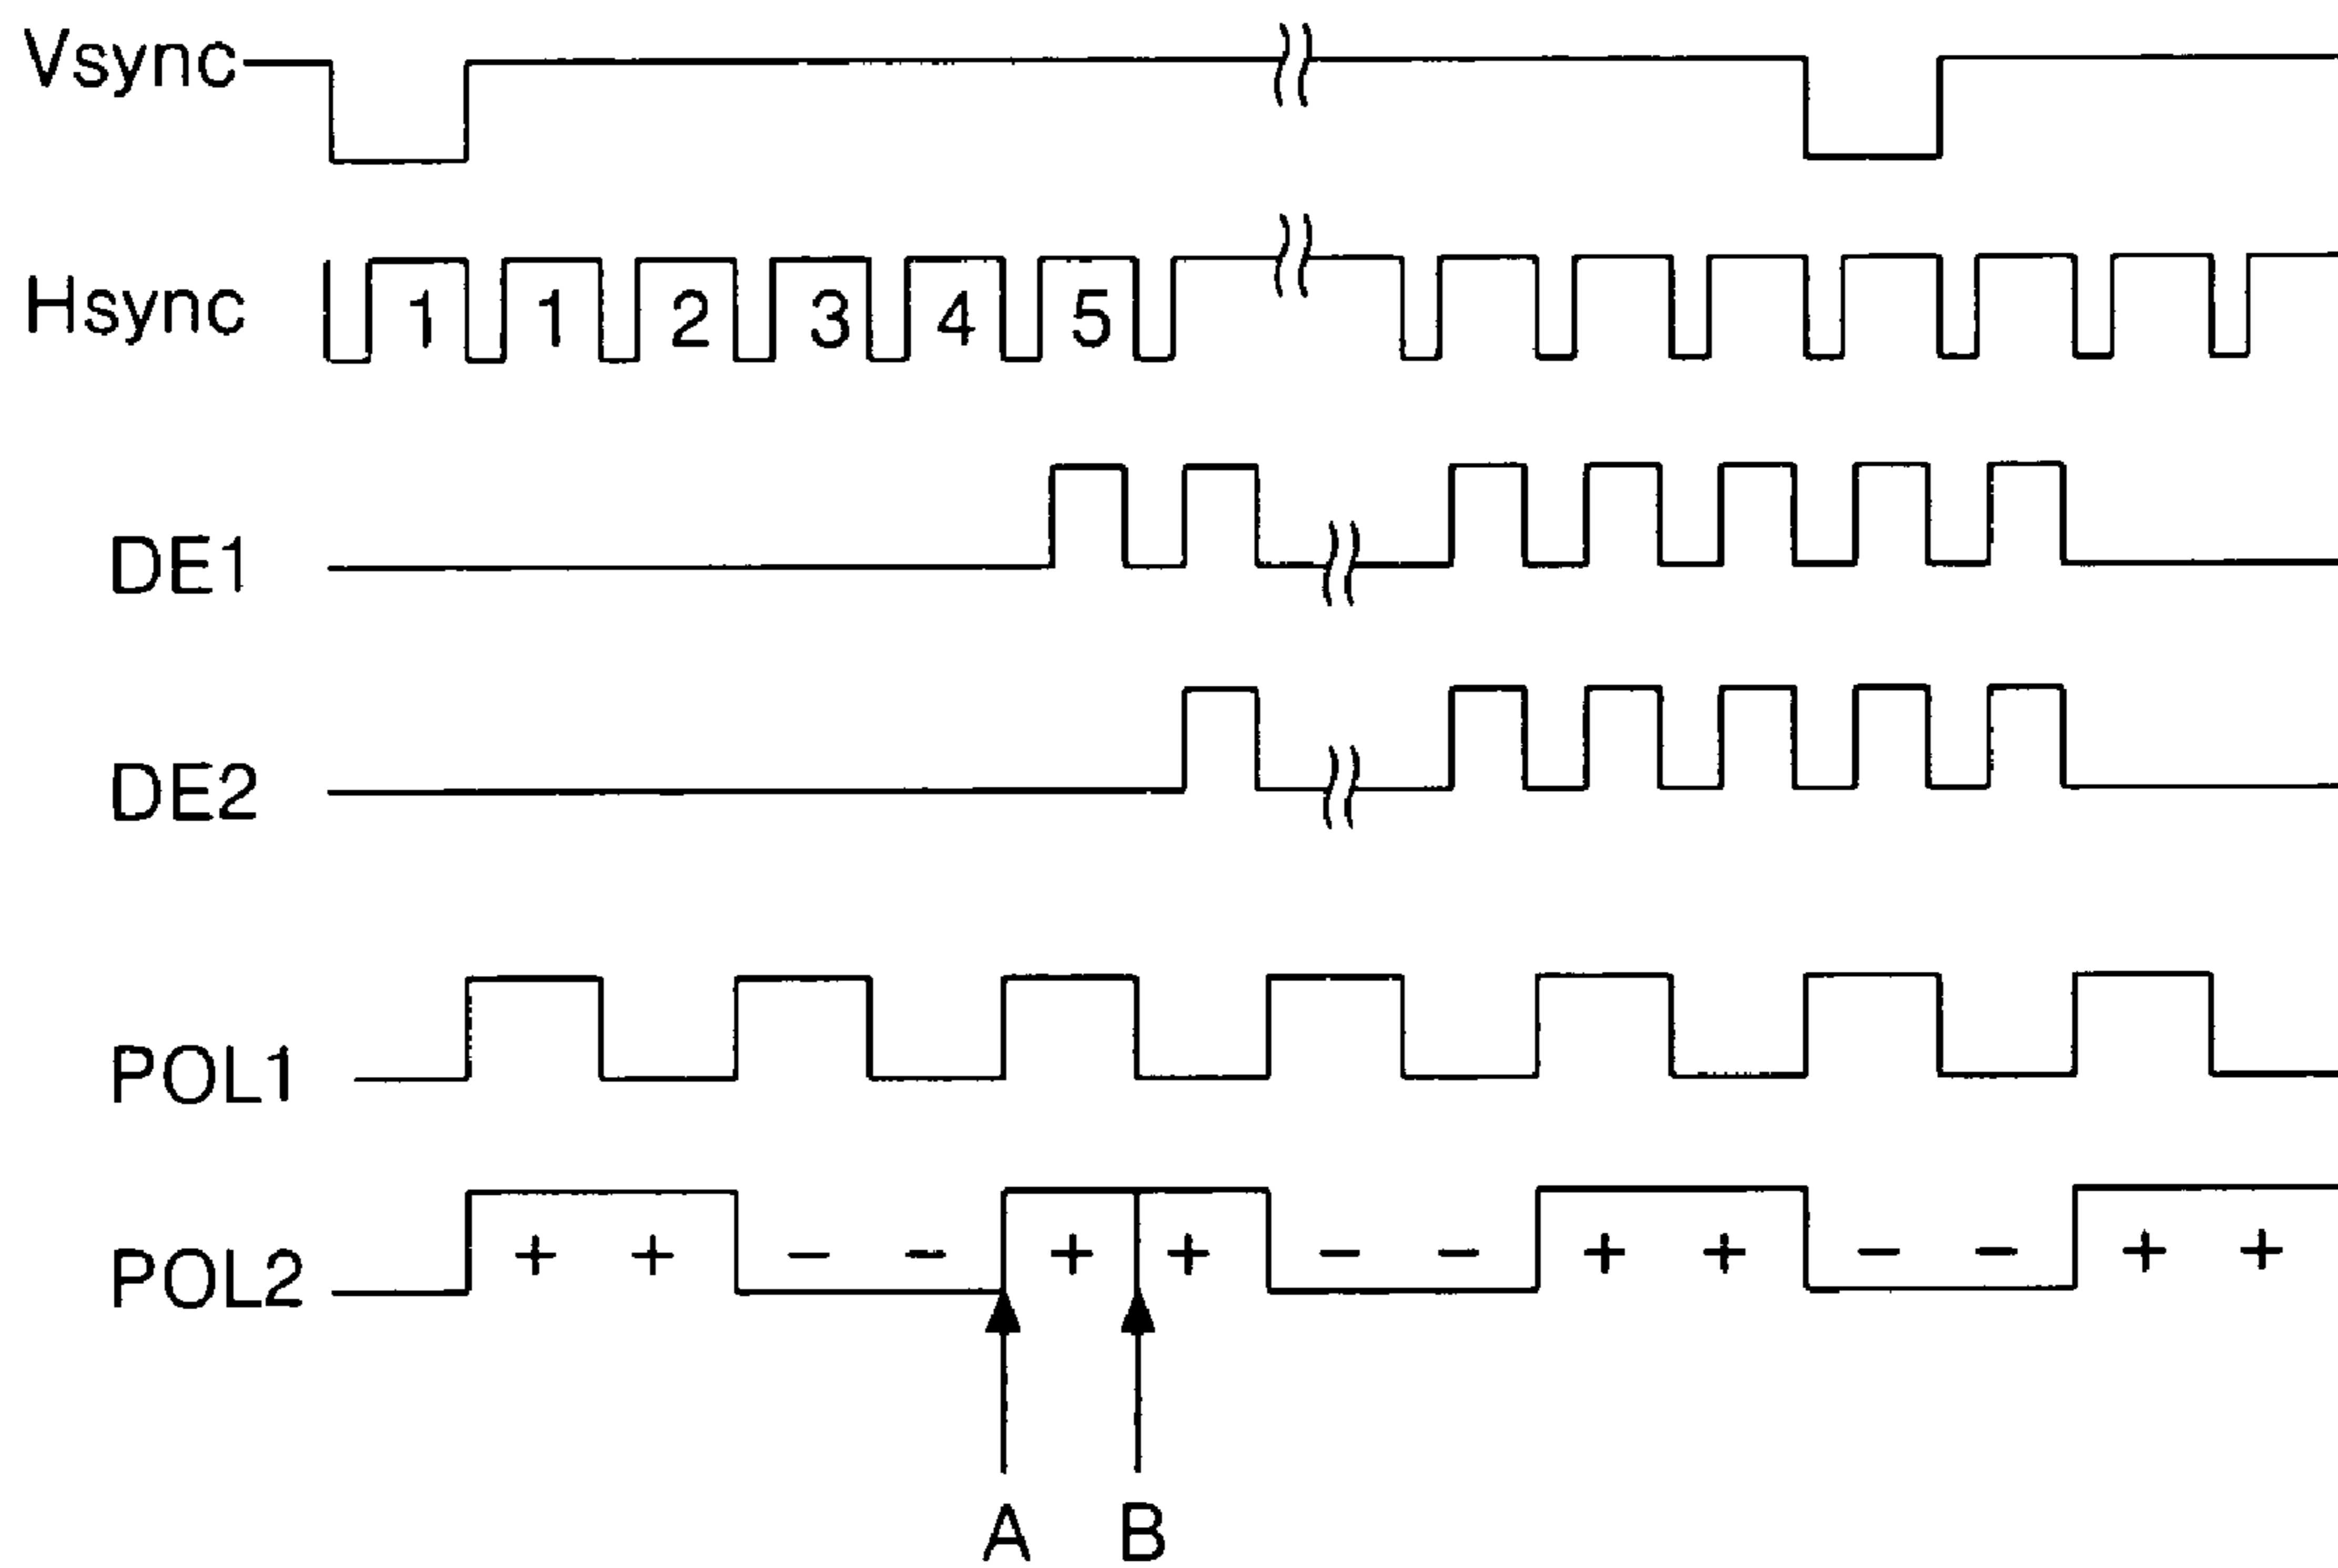 Vsync
Hsync 1 1 2 3 4 5
DE1
DE2
POL1
POL2 + + − − + + − − + + − − + +
A B